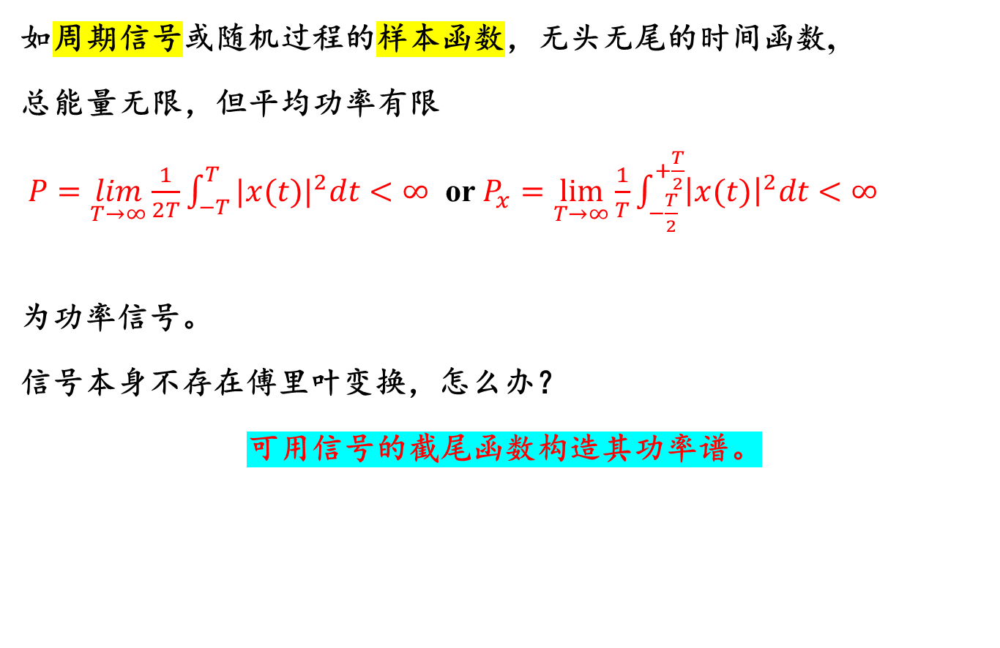 如周期信号或随机过程的样本函数，无头无尾的时间函数,
总能量无限，但平均功率有限
$P = \underset{T \to \infty}{lim} \frac{1}{2T} \int_{-T}^{T} |x(t)|^2 dt < \infty$ or $P_x = \lim_{T \to \infty} \frac{1}{T} \int_{-\frac{T}{2}}^{+\frac{T}{2}} |x(t)|^2 dt < \infty$
为功率信号。
信号本身不存在傅里叶变换，怎么办？
可用信号的截尾函数构造其功率谱。